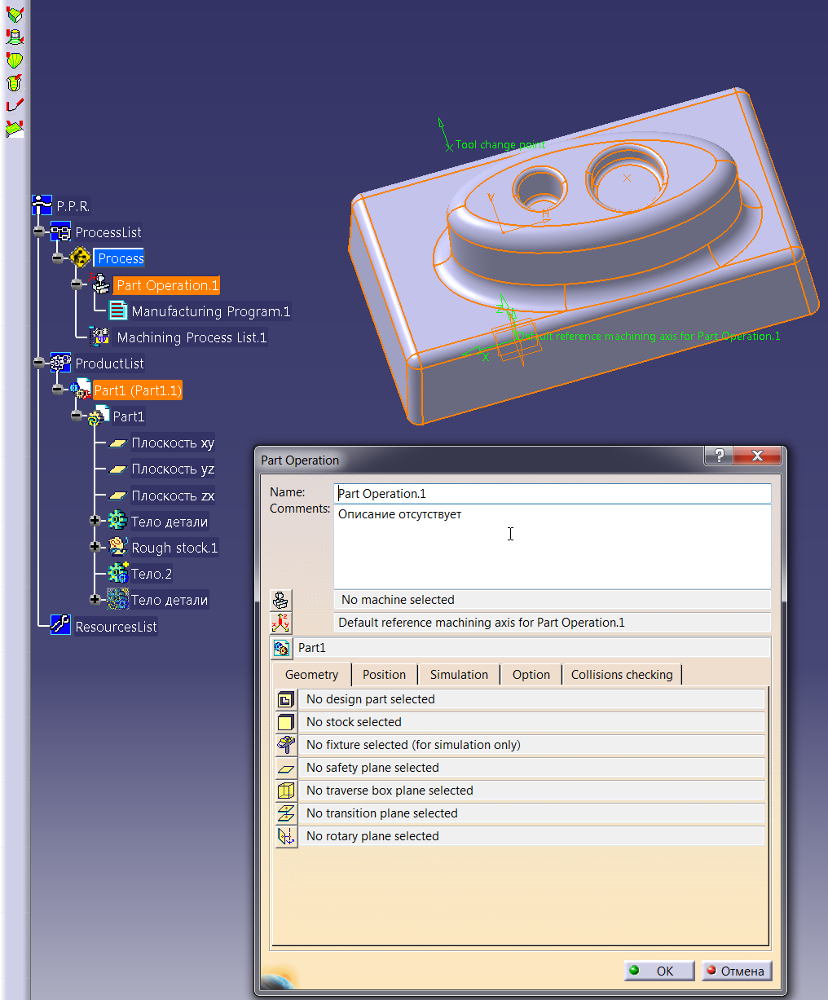 Tool change point
P.P.R.
ProcessList
Process
Part Operation.1
Manufacturing Program.1
Machining Process List.1
Default reference machining axis for Part Operation.1
Z
X
ProductList
Part1 (Part1.1)
Part1
Плоскость xy
Плоскость yz
Плоскость zx
Тело детали
Rough stock.1
Тело.2
Тело детали
ResourcesList
Part Operation
?
Name:
Part Operation.1
Comments:
Описание отсутствует
No machine selected
Default reference machining axis for Part Operation.1
Part1
Geometry
Position
Simulation
Option
Collisions checking
No design part selected
No stock selected
No fixture selected (for simulation only)
No safety plane selected
No traverse box plane selected
No transition plane selected
No rotary plane selected
OK
Отмена